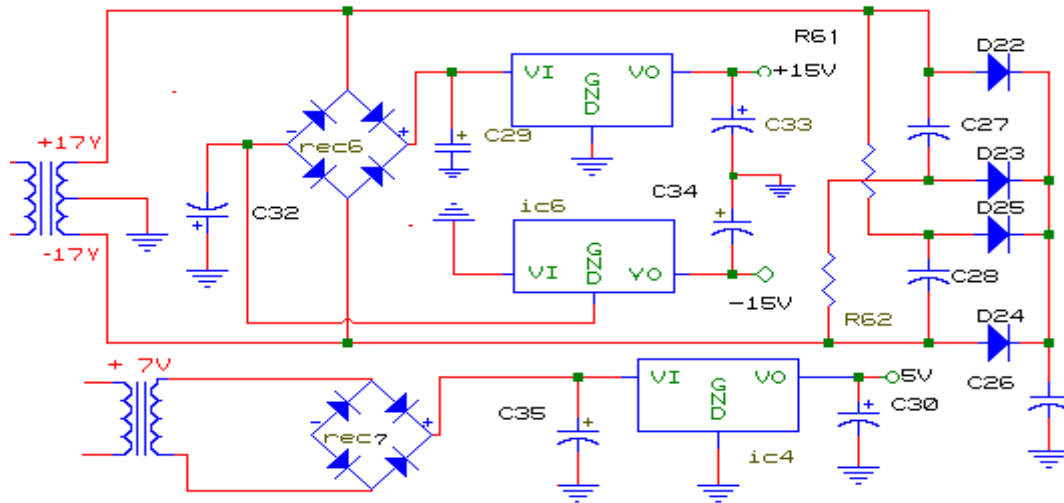 R61
D22
VI
GND
VO
+15V
C27
C29
C33
+17V
rec6
D23
C34
D25
C32
ic6
-17V
VI
GND
VO
C28
-15V
R62
D24
+ 7V
VI
GND
VO
5V
C26
C35
C30
rec7
ic4
+
-
+
+
+
+
-
+
+
+